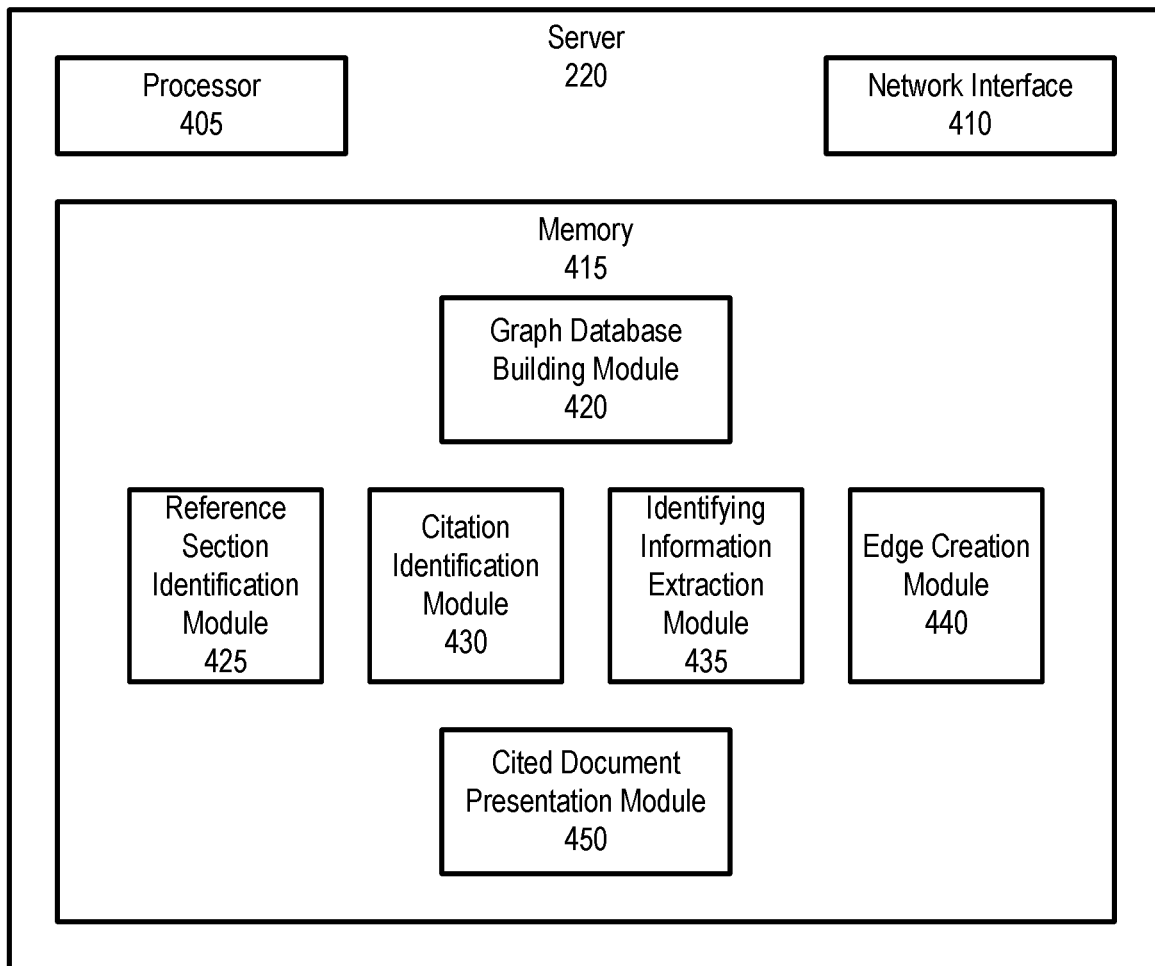 Server
220
Processor
405
Network Interface
410
Memory
415
Graph Database
Building Module
420
Reference
Section
Identification
Module
425
Citation
Identification
Module
430
Identifying
Information
Extraction
Module
435
Edge Creation
Module
440
Cited Document
Presentation Module
450